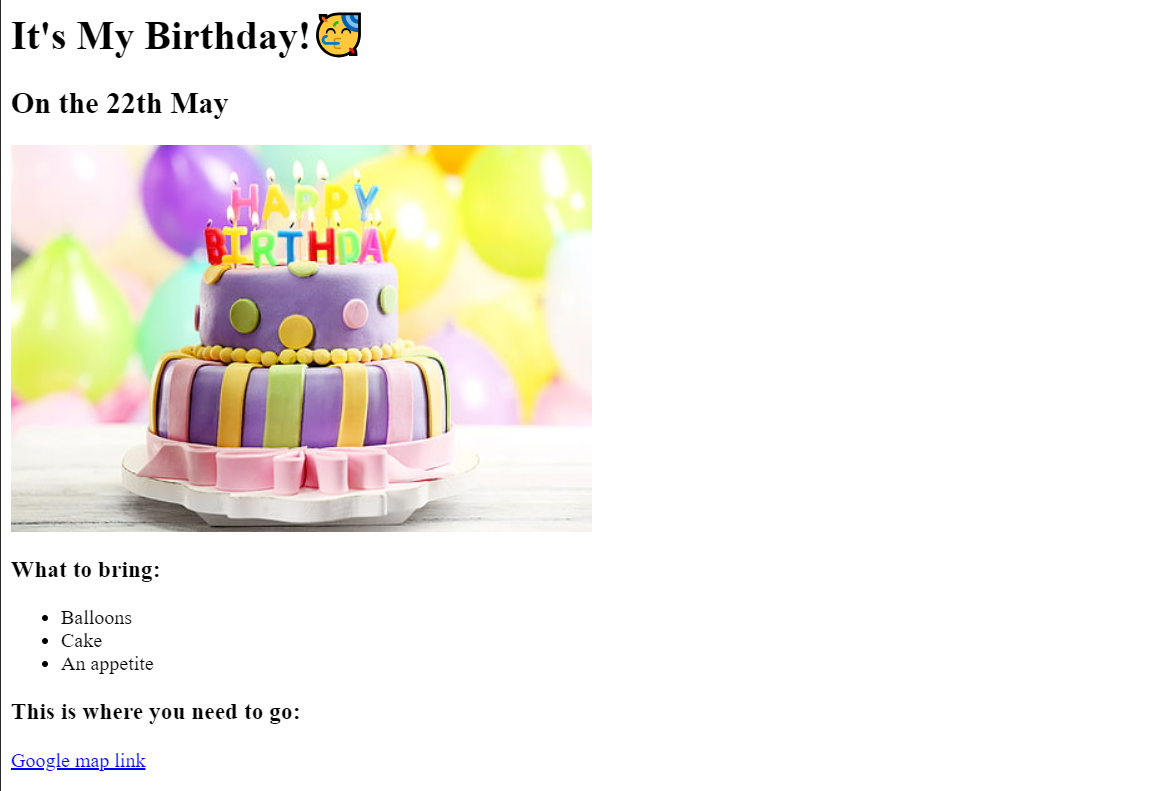 It's My Birthday!🥳
On the 22th May
HAPPY
BIRTHDAY
What to bring:
Balloons
Cake
An appetite
This is where you need to go:
Google map link